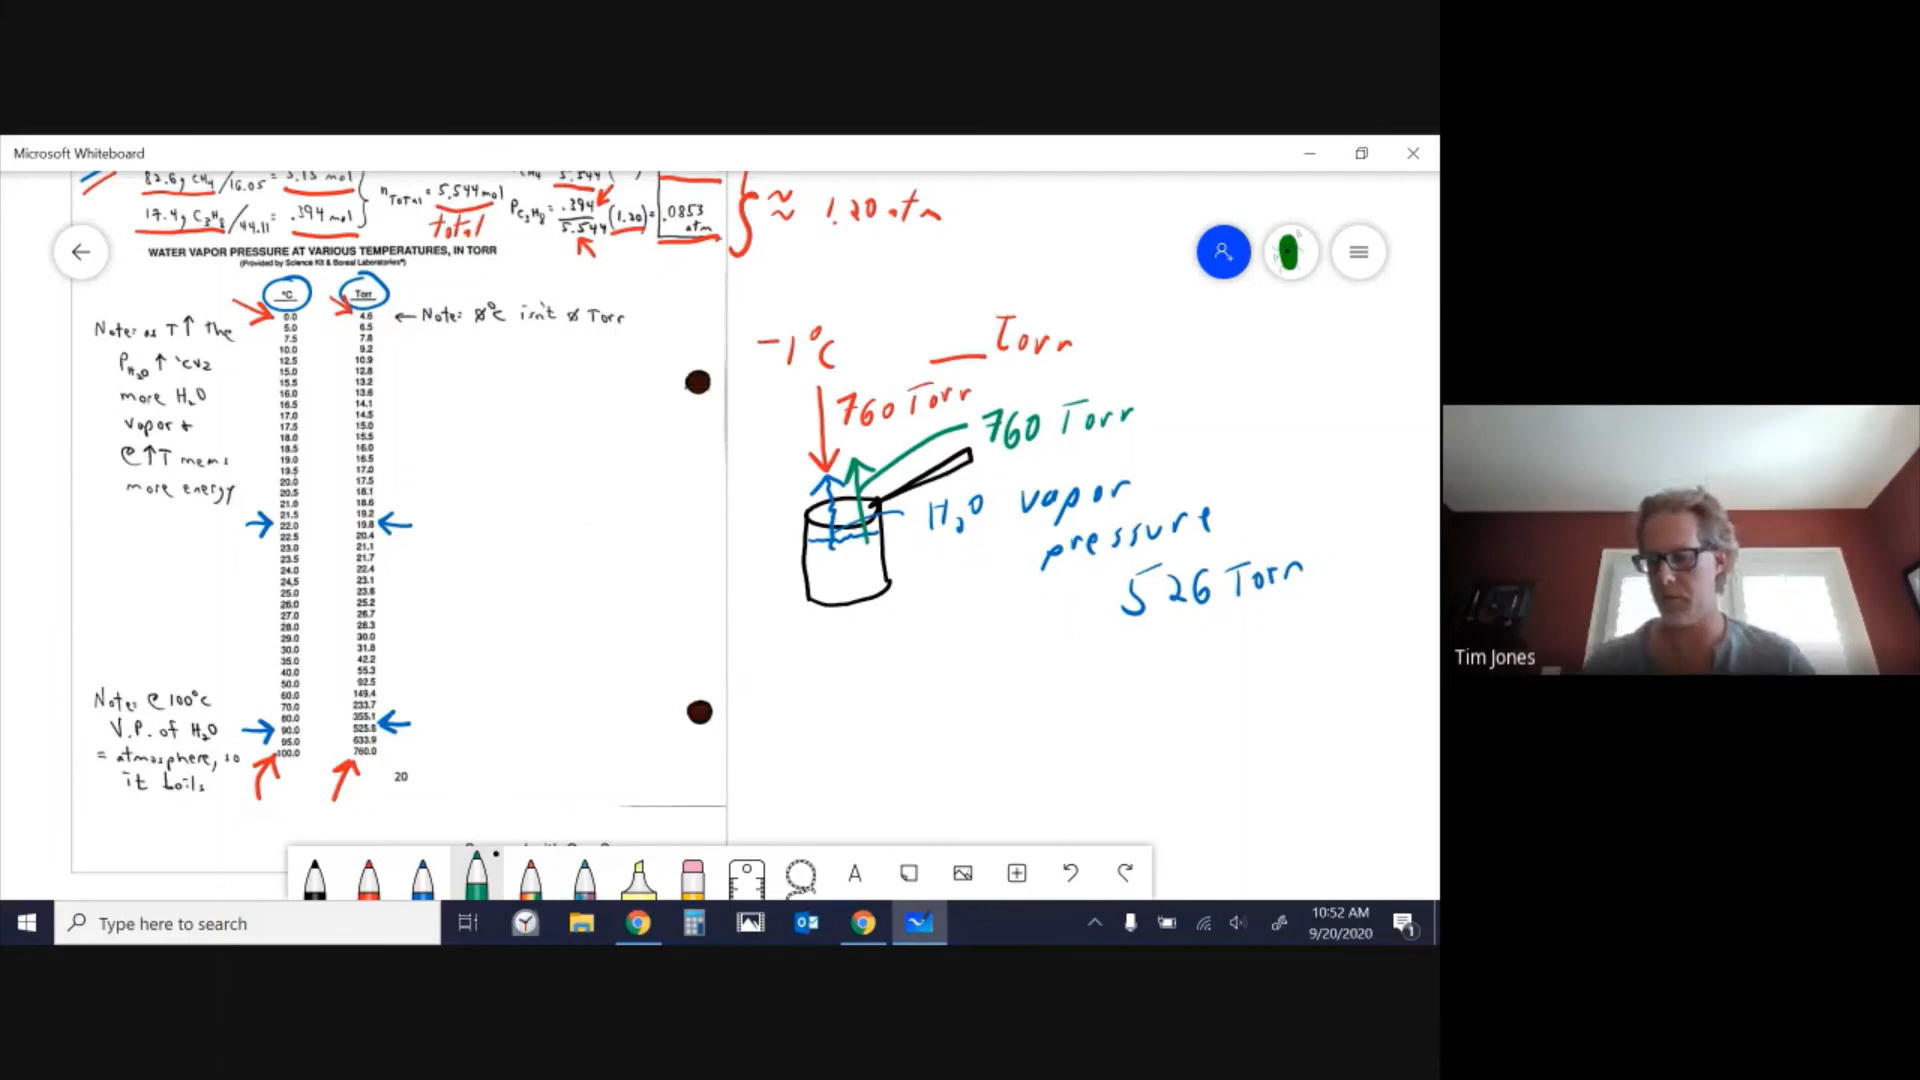 Microsoft Whiteboard
82.6g CH4/16.05 = 5.15 mol
17.4g C3H8/44.11 = .394 mol
nTOTAL = 5.544 mol
total
5.544
PC3H8 = .394/5.544 (1.20) = .0853 atm
≈ 1.20 atm
WATER VAPOR PRESSURE AT VARIOUS TEMPERATURES, IN TORR
(Provided by Science Kit & Boreal Laboratories*)
°C Torr
0.0 4.6
5.0 6.5
7.5 7.8
10.0 9.2
12.5 10.9
15.0 12.8
15.5 13.2
16.0 13.6
16.5 14.1
17.0 14.5
17.5 15.0
18.0 15.5
18.5 16.0
19.0 16.5
19.5 17.0
20.0 17.5
20.5 18.1
21.0 18.6
21.5 19.2
22.0 19.8
22.5 20.4
23.0 21.1
23.5 21.7
24.0 22.4
24.5 23.1
25.0 23.8
26.0 25.2
27.0 26.7
28.0 28.3
29.0 30.0
30.0 31.8
35.0 42.2
40.0 55.3
50.0 92.5
60.0 149.4
70.0 233.7
80.0 355.1
90.0 525.8
95.0 633.9
100.0 760.0
← Note: 0°C isn't 0 Torr
Note: as T↑ the
PH2O ↑
more H2O
vapor +
@ ↑T means
more energy
Note: @ 100°C
V.P. of H2O
= atmosphere, so
it boils
20
-1°C
Torr
760 Torr
760 Torr
H2O vapor
pressure
526 Torr
Tim Jones
A
Type here to search
10:52 AM
9/20/2020
1